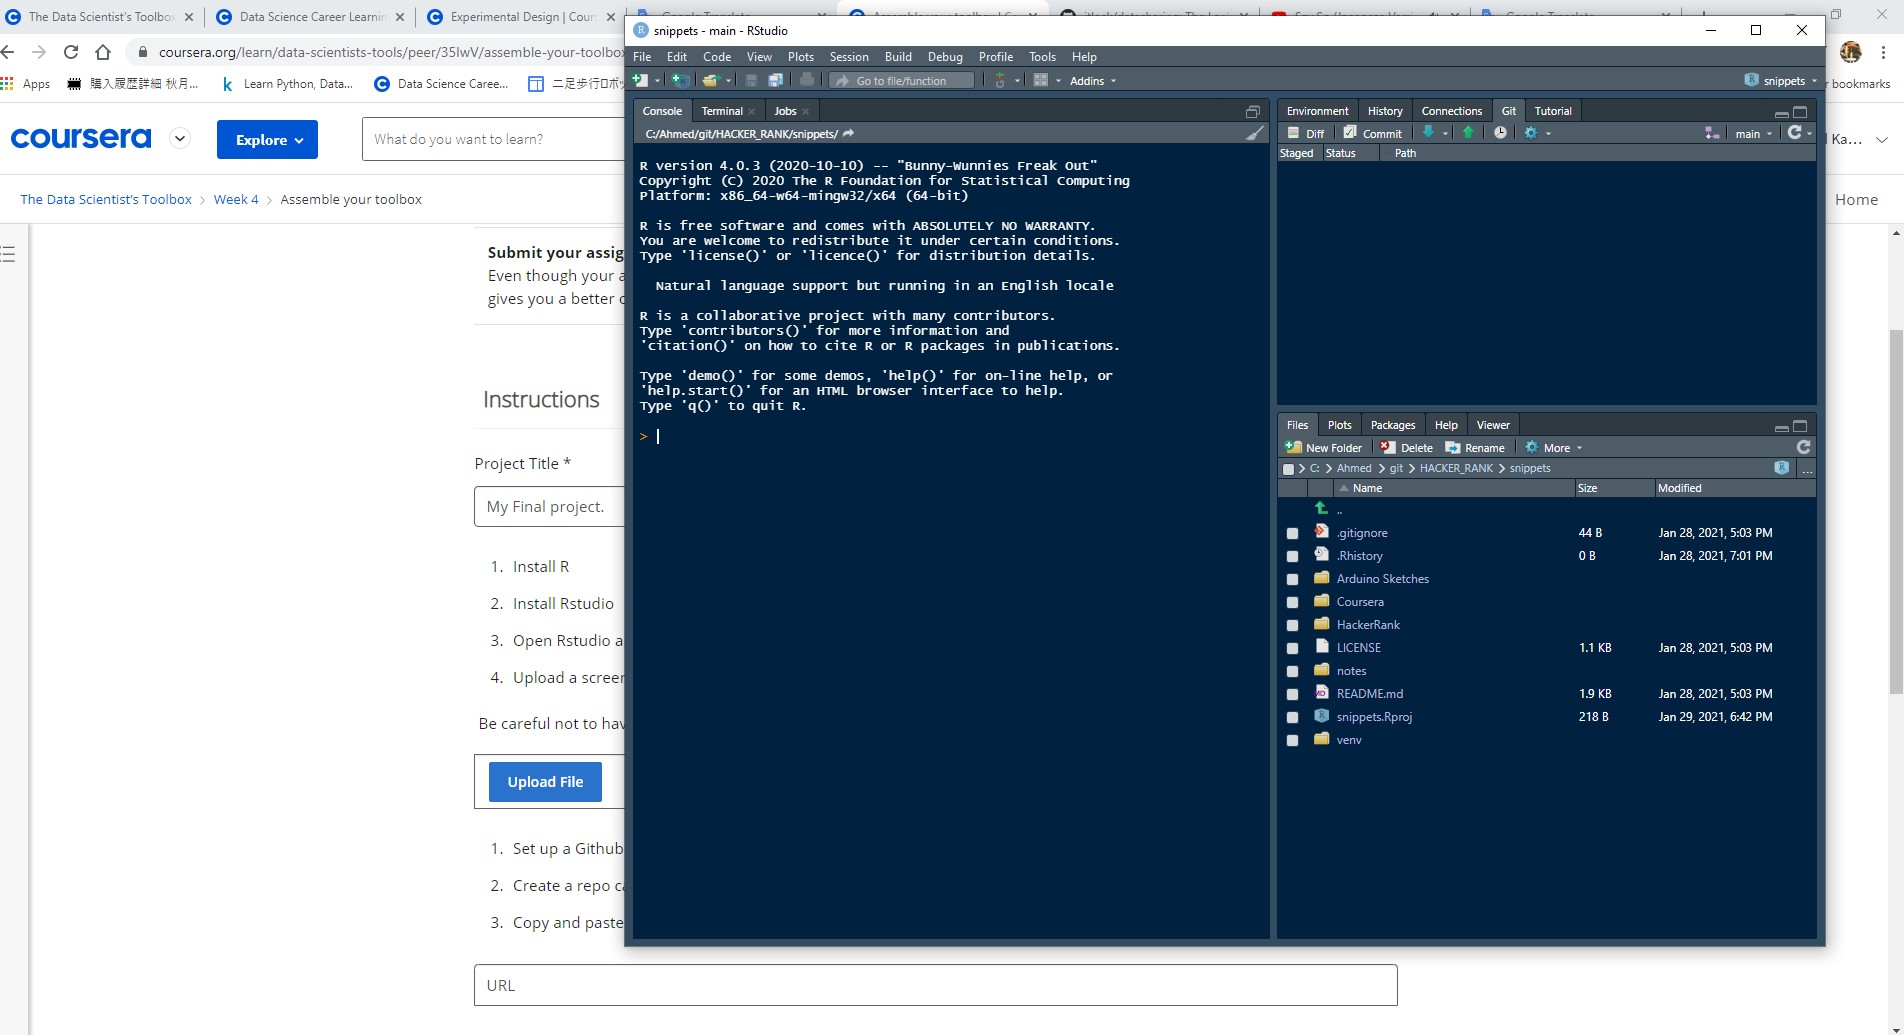 The Data Scientist's Toolbo
Data Science Career Learnin
Experimental Design | Cour
coursera.org/learn/data-scientists-tools/peer/35lwV/assemble-your-toolbo
Apps
購入履歴詳細 秋月...
Learn Python, Data...
Data Science Caree...
二足歩行ロボッ
r bookmarks
coursera
Explore
What do you want to learn?
Ka...
The Data Scientist's Toolbox > Week 4 > Assemble your toolbox
Home
Submit your assig
Even though your a
gives you a better
Instructions
Project Title *
My Final project.
1. Install R
2. Install Rstudio
3. Open Rstudio a
4. Upload a screen
Be careful not to hav
Upload File
1. Set up a Github
2. Create a repo ca
3. Copy and paste
URL
snippets - main - RStudio
File Edit Code View Plots Session Build Debug Profile Tools Help
Go to file/function
Addins
snippets
Console Terminal Jobs
C:/Ahmed/git/HACKER_RANK/snippets/
R version 4.0.3 (2020-10-10) -- "Bunny-Wunnies Freak Out"
Copyright (C) 2020 The R Foundation for Statistical Computing
Platform: x86_64-w64-mingw32/x64 (64-bit)
R is free software and comes with ABSOLUTELY NO WARRANTY.
You are welcome to redistribute it under certain conditions.
Type 'license()' or 'licence()' for distribution details.
Natural language support but running in an English locale
R is a collaborative project with many contributors.
Type 'contributors()' for more information and
'citation()' on how to cite R or R packages in publications.
Type 'demo()' for some demos, 'help()' for on-line help, or
'help.start()' for an HTML browser interface to help.
Type 'q()' to quit R.
>
Environment History Connections Git Tutorial
Diff Commit main
Staged Status Path
Files Plots Packages Help Viewer
New Folder Delete Rename More
C: > Ahmed > git > HACKER_RANK > snippets
...
Name Size Modified
..
.gitignore 44 B Jan 28, 2021, 5:03 PM
.Rhistory 0 B Jan 28, 2021, 7:01 PM
Arduino Sketches
Coursera
HackerRank
LICENSE 1.1 KB Jan 28, 2021, 5:03 PM
notes
README.md 1.9 KB Jan 28, 2021, 5:03 PM
snippets.Rproj 218 B Jan 29, 2021, 6:42 PM
venv